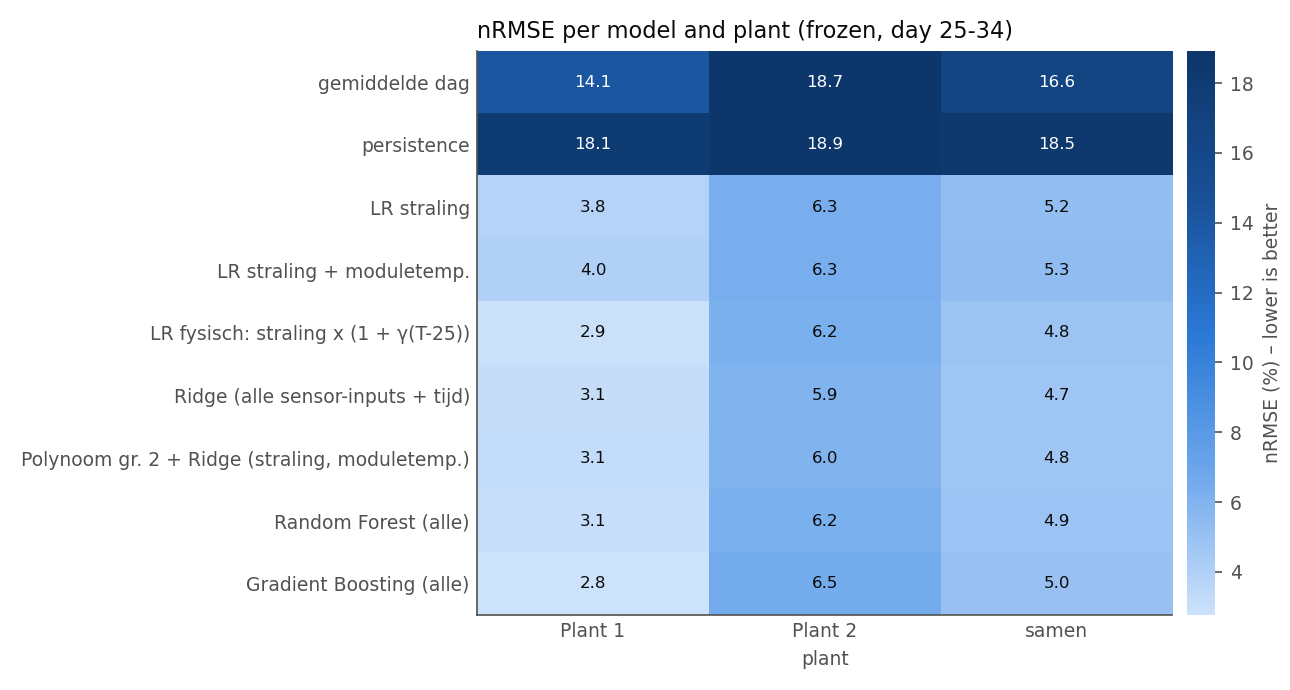 nRMSE per model and plant (frozen, day 25-34)
gemiddelde dag 14.1 18.7 16.6
persistence 18.1 18.9 18.5
LR straling 3.8 6.3 5.2
LR straling + moduletemp. 4.0 6.3 5.3
LR fysisch: straling x (1 + γ(T-25)) 2.9 6.2 4.8
Ridge (alle sensor-inputs + tijd) 3.1 5.9 4.7
Polynoom gr. 2 + Ridge (straling, moduletemp.) 3.1 6.0 4.8
Random Forest (alle) 3.1 6.2 4.9
Gradient Boosting (alle) 2.8 6.5 5.0
Plant 1 Plant 2 samen
plant
18
16
14
12
10
8
6
4
nRMSE (%) – lower is better